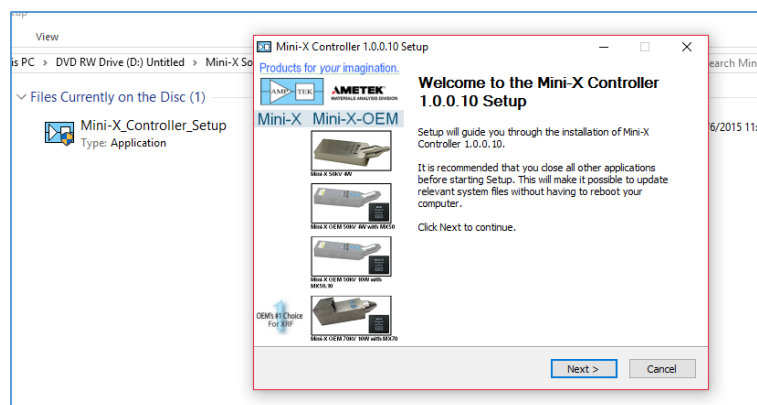 View
is PC > DVD RW Drive (D:) Untitled > Mini-X So
earch Min
Files Currently on the Disc (1)
Mini-X_Controller_Setup
Type: Application
6/2015 11:
Mini-X Controller 1.0.0.10 Setup
Products for your imagination.
AMP TEK
AMETEK
MATERIALS ANALYSIS DIVISION
Mini-X Mini-X-OEM
Mini-X 50kV 4W
Mini-X OEM 50kV 4W with MX50
Mini-X OEM 50kV 10W with
MX50.10
OEM's #1 Choice
For XRF
Mini-X OEM 70kV 10W with MX70
Welcome to the Mini-X Controller
1.0.0.10 Setup
Setup will guide you through the installation of Mini-X
Controller 1.0.0.10.
It is recommended that you close all other applications
before starting Setup. This will make it possible to update
relevant system files without having to reboot your
computer.
Click Next to continue.
Next >
Cancel